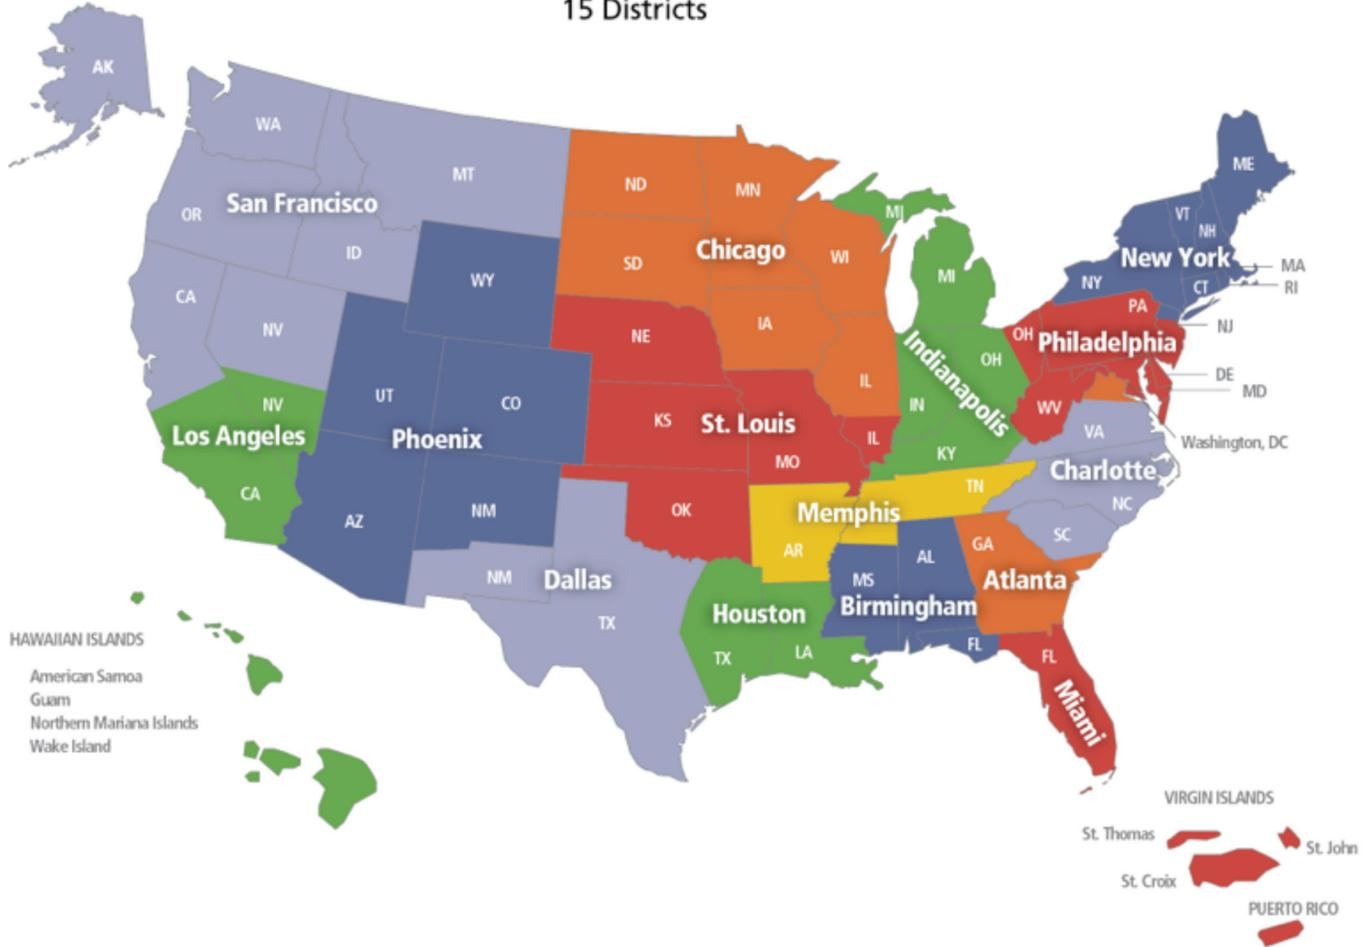 15 Districts
AK
WA
MT
ND
MN
ME
San Francisco
OR
ID
Chicago
MI
VT
NH
WI
SD
WY
MI
New York
MA
NY
CT
RI
CA
NV
NE
IA
OH
PA
NJ
Philadelphia
OH
Indianapolis
IL
DE
MD
UT
CO
NV
IN
WV
KS
St. Louis
IL
VA
Washington, DC
Los Angeles
Phoenix
KY
MO
Charlotte
CA
TN
NC
NM
OK
Memphis
AZ
SC
GA
AR
AL
NM
Dallas
MS
Atlanta
Houston
Birmingham
TX
HAWAIIAN ISLANDS
American Samoa
Guam
Northern Mariana Islands
Wake Island
TX
LA
FL
FL
Miami
VIRGIN ISLANDS
St. Thomas
St. John
St. Croix
PUERTO RICO